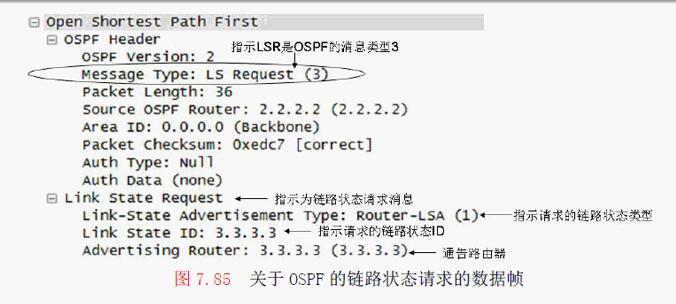 Open Shortest Path First
OSPF Header
指示LSR是OSPF的消息类型3
OSPF Version: 2
Message Type: LS Request (3)
Packet Length: 36
Source OSPF Router: 2.2.2.2 (2.2.2.2)
Area ID: 0.0.0.0 (Backbone)
Packet Checksum: 0xedc7 [correct]
Auth Type: Null
Auth Data (none)
Link State Request 指示为链路状态请求消息
Link-State Advertisement Type: Router-LSA (1) 指示请求的链路状态类型
Link State ID: 3.3.3.3 指示请求的链路状态ID
Advertising Router: 3.3.3.3 (3.3.3.3) 通告路由器
图 7.85 关于 OSPF 的链路状态请求的数据帧